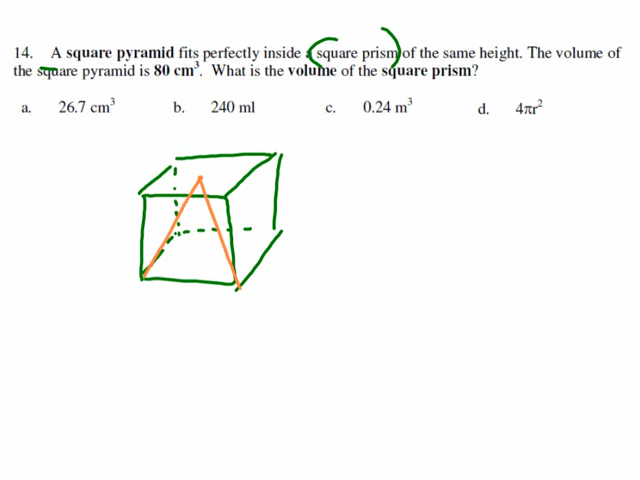 14. A square pyramid fits perfectly inside a square prism of the same height. The volume of
the square pyramid is 80 cm³. What is the volume of the square prism?
a. 26.7 cm³ b. 240 ml c. 0.24 m³ d. 4πr²